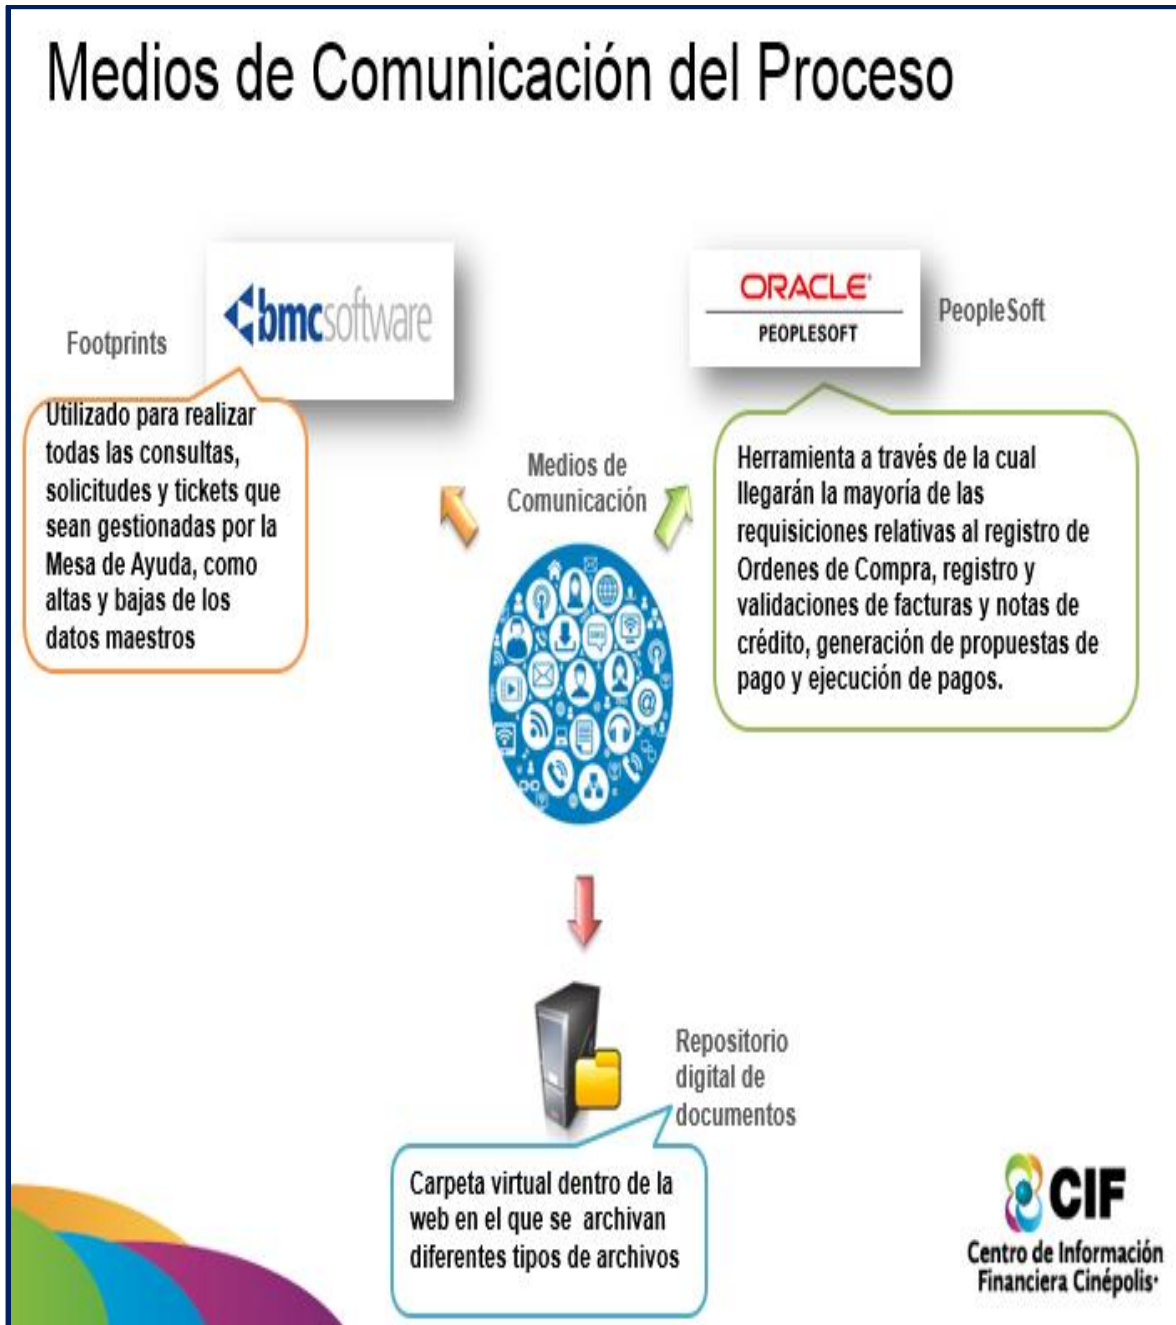 Medios de Comunicación del Proceso
Footprints
bmcsoftware
Utilizado para realizar
todas las consultas,
solicitudes y tickets que
sean gestionadas por la
Mesa de Ayuda, como
altas y bajas de los
datos maestros
ORACLE
PEOPLESOFT
PeopleSoft
Herramienta a través de la cual
llegarán la mayoría de las
requisiciones relativas al registro de
Ordenes de Compra, registro y
validaciones de facturas y notas de
crédito, generación de propuestas de
pago y ejecución de pagos.
Medios de
Comunicación
Repositorio
digital de
documentos
Carpeta virtual dentro de la
web en el que se archivan
diferentes tipos de archivos
CIF
Centro de Información
Financiera Cinépolis